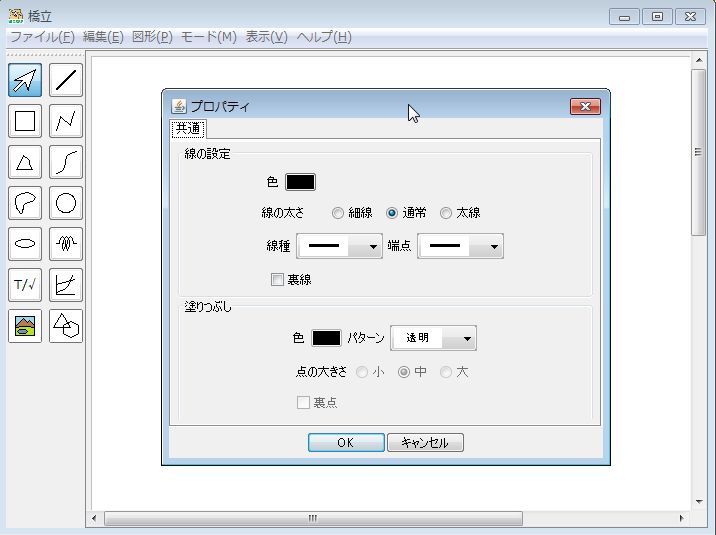 橋立
ファイル(F) 編集(E) 図形(P) モード(M) 表示(V) ヘルプ(H)
プロパティ
共通
線の設定
色
線の太さ 細線 通常 太線
線種 端点
裏線
塗りつぶし
色 パターン 透明
点の大きさ 小 中 大
裏点
T/√
OK キャンセル